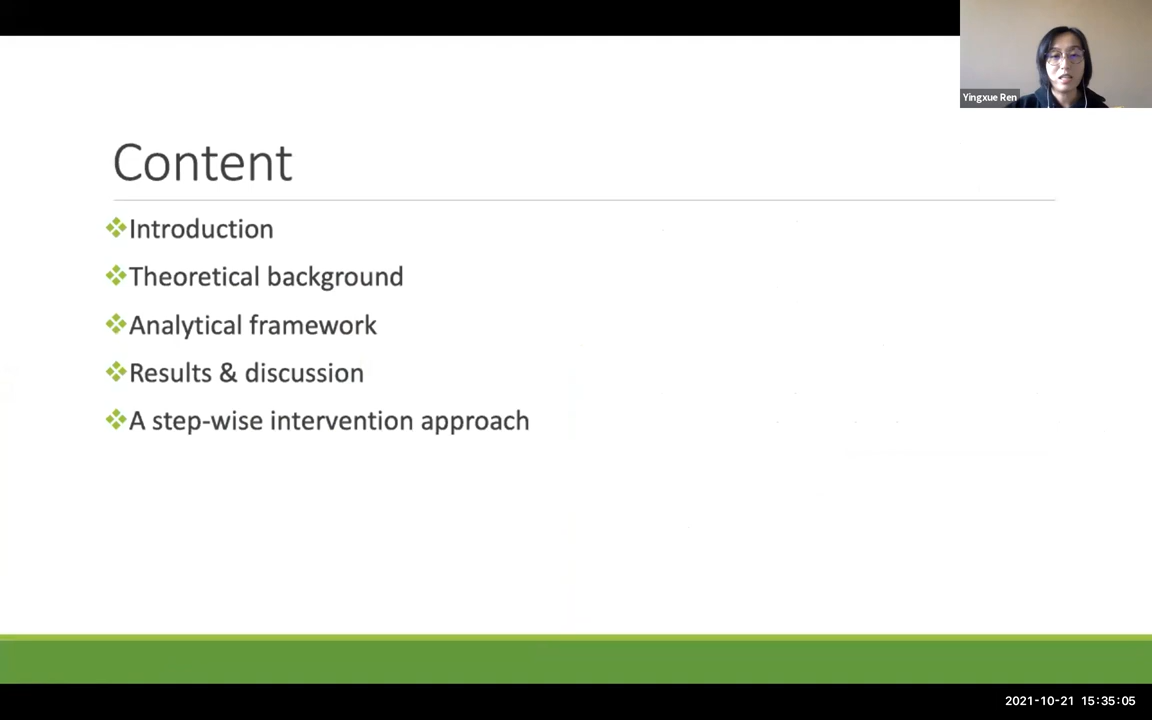 Yingxue Ren
Content
Introduction
Theoretical background
Analytical framework
Results & discussion
A step-wise intervention approach
2021-10-21 15:35:05